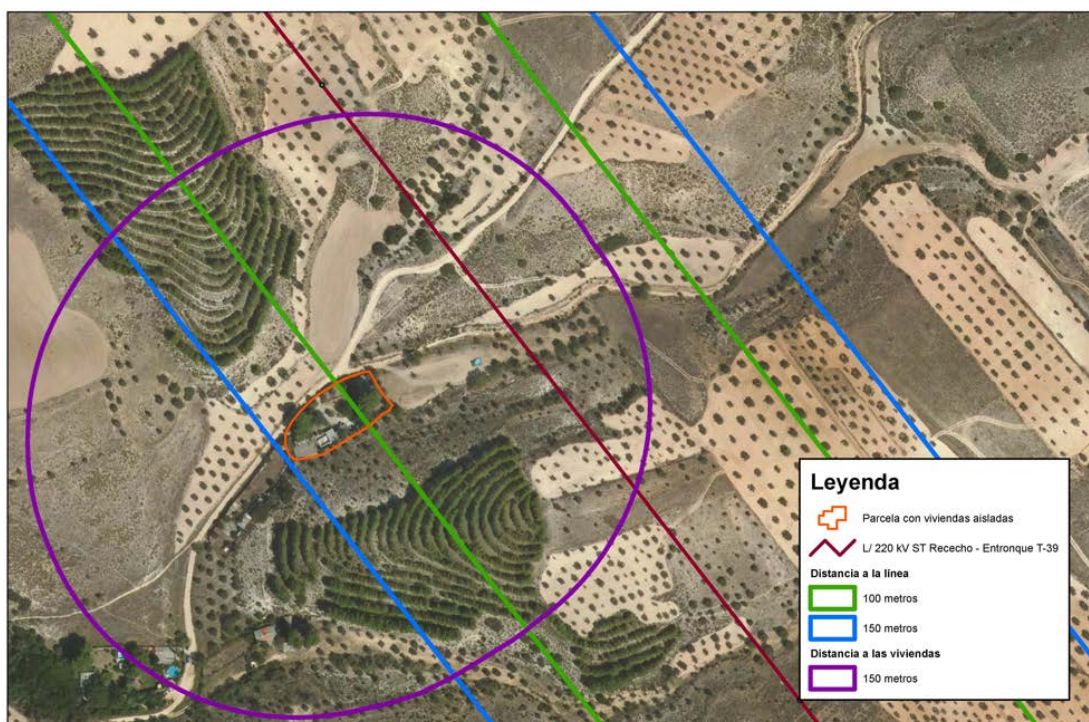 Leyenda
Parcela con viviendas aisladas
L/ 220 kV ST Rececho - Entronque T-39
Distancia a la línea
100 metros
150 metros
Distancia a las viviendas
150 metros